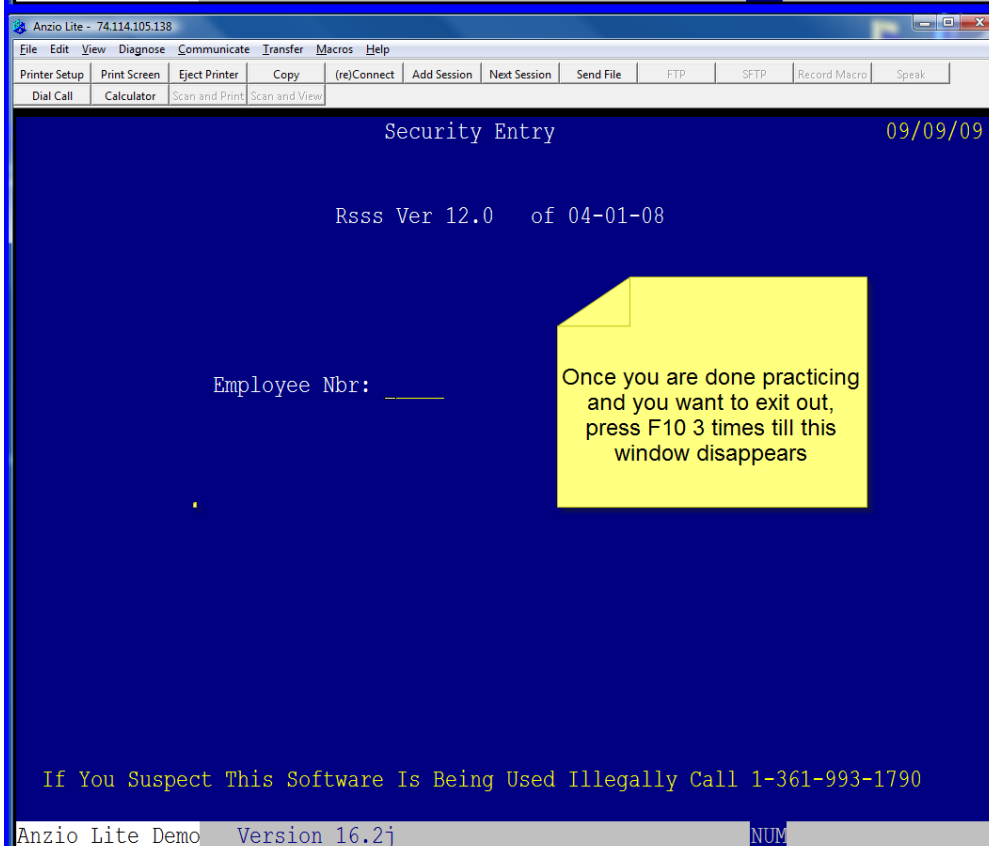 Anzio Lite - 74.114.105.138
File Edit View Diagnose Communicate Transfer Macros Help
Printer Setup Print Screen Eject Printer Copy (re)Connect Add Session Next Session Send File FTP SFTP Record Macro Speak
Dial Call Calculator Scan and Print Scan and View
Security Entry 09/09/09
Rsss Ver 12.0 of 04-01-08
Employee Nbr: _____
Once you are done practicing
and you want to exit out,
press F10 3 times till this
window disappears
If You Suspect This Software Is Being Used Illegally Call 1-361-993-1790
Anzio Lite Demo Version 16.2j NUM